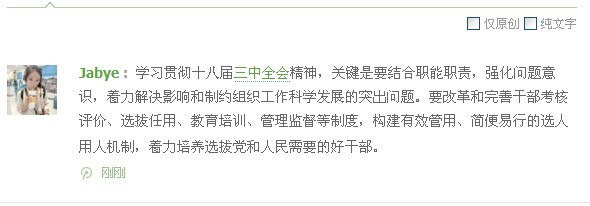 仅原创 纯文字
Jabye：学习贯彻十八届三中全会精神，关键是要结合职能职责，强化问题意
识，着力解决影响和制约组织工作科学发展的突出问题。要改革和完善干部考核
评价、选拔任用、教育培训、管理监督等制度，构建有效管用、简便易行的选人
用人机制，着力培养选拔党和人民需要的好干部。
刚刚